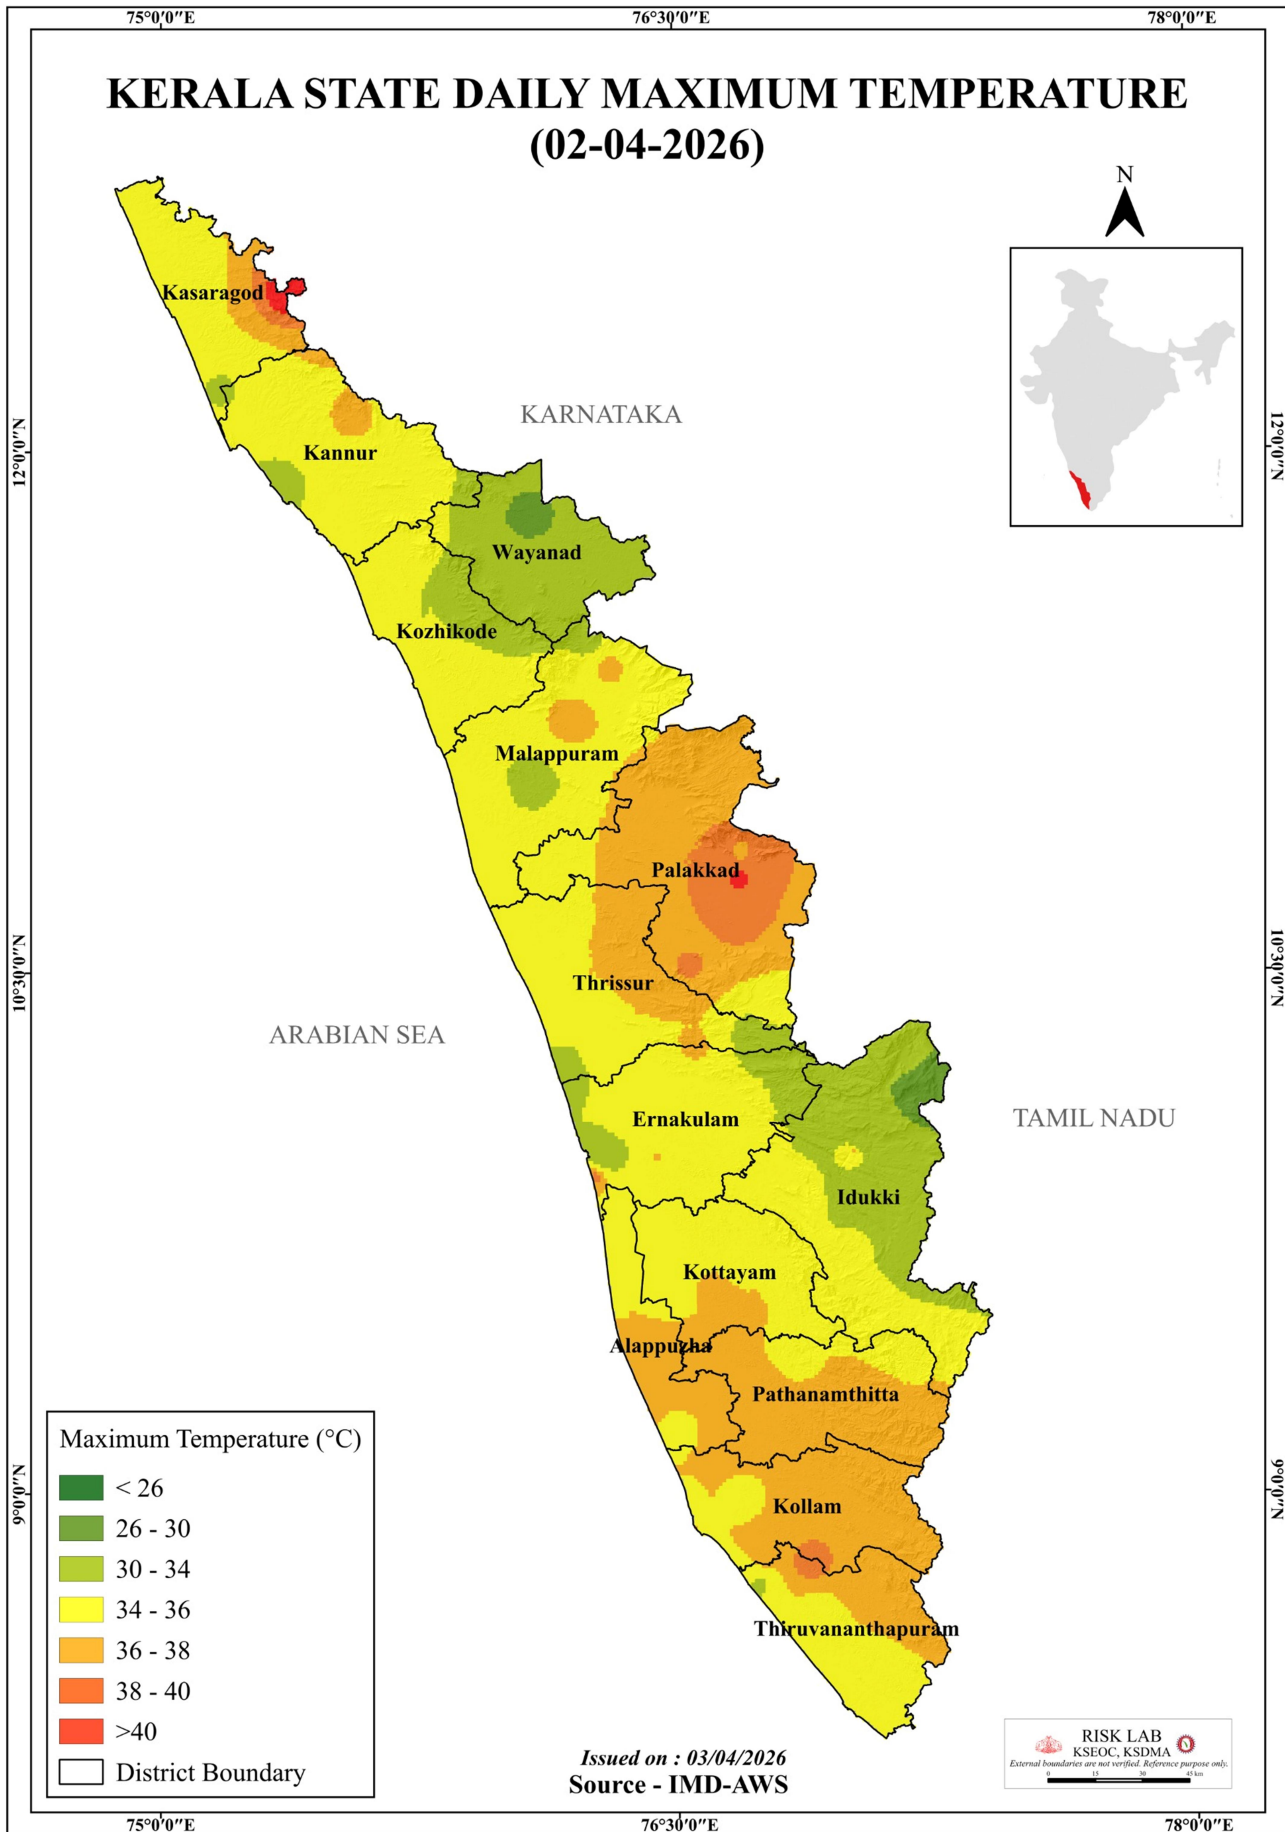 75°0'0"E 76°30'0"E 78°0'0"E
KERALA STATE DAILY MAXIMUM TEMPERATURE
(02-04-2026)
N
Kasaragod
KARNATAKA
12°0'0"N
12°0'0"N
Kannur
Wayanad
Kozhikode
Malappuram
Palakkad
10°30'0"N
10°30'0"N
Thrissur
ARABIAN SEA
Ernakulam
TAMIL NADU
Idukki
Kottayam
Alappuzha
Pathanamthitta
9°0'0"N
9°0'0"N
Kollam
Thiruvananthapuram
Maximum Temperature (°C)
< 26
26 - 30
30 - 34
34 - 36
36 - 38
38 - 40
>40
District Boundary
Issued on : 03/04/2026
Source - IMD-AWS
RISK LAB
KSEOC, KSDMA
External boundaries are not verified. Reference purpose only.
0 15 30 45 km
75°0'0"E 76°30'0"E 78°0'0"E